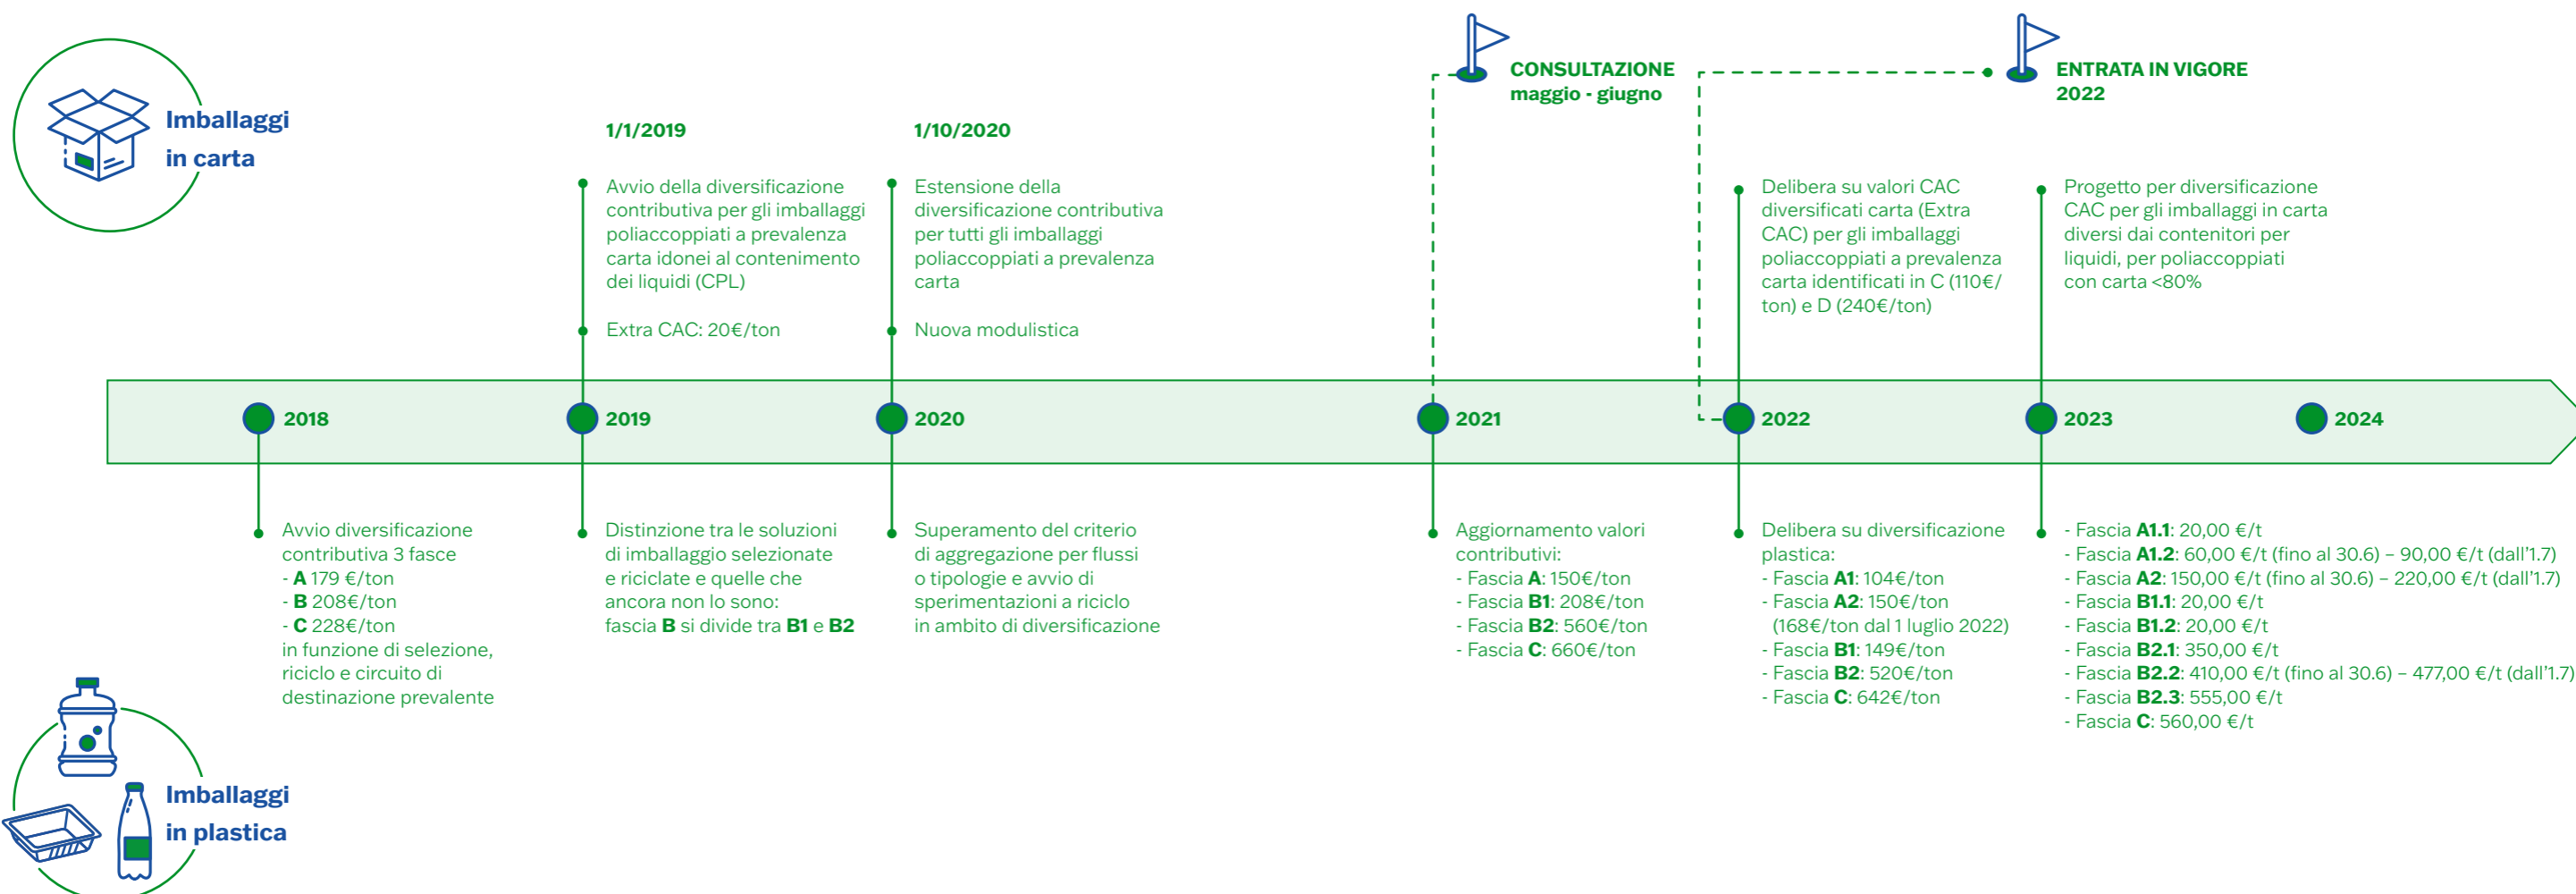 Imballaggi
in carta
CONSULTAZIONE
maggio - giugno
ENTRATA IN VIGORE
2022
1/1/2019
Avvio della diversificazione
contributiva per gli imballaggi
poliaccoppiati a prevalenza
carta idonei al contenimento
dei liquidi (CPL)
Extra CAC: 20€/ton
1/10/2020
Estensione della
diversificazione contributiva
per tutti gli imballaggi
poliaccoppiati a prevalenza
carta
Nuova modulistica
Delibera su valori CAC
diversificati carta (Extra
CAC) per gli imballaggi
poliaccoppiati a prevalenza
carta identificati in C (110€/
ton) e D (240€/ton)
Progetto per diversificazione
CAC per gli imballaggi in carta
diversi dai contenitori per
liquidi, per poliaccoppiati
con carta <80%
2018
2019
2020
2021
2022
2023
2024
Avvio diversificazione
contributiva 3 fasce
- A 179 €/ton
- B 208€/ton
- C 228€/ton
in funzione di selezione,
riciclo e circuito di
destinazione prevalente
Distinzione tra le soluzioni
di imballaggio selezionate
e riciclate e quelle che
ancora non lo sono:
fascia B si divide tra B1 e B2
Superamento del criterio
di aggregazione per flussi
o tipologie e avvio di
sperimentazioni a riciclo
in ambito di diversificazione
Aggiornamento valori
contributivi:
- Fascia A: 150€/ton
- Fascia B1: 208€/ton
- Fascia B2: 560€/ton
- Fascia C: 660€/ton
Delibera su diversificazione
plastica:
- Fascia A1: 104€/ton
- Fascia A2: 150€/ton
(168€/ton dal 1 luglio 2022)
- Fascia B1: 149€/ton
- Fascia B2: 520€/ton
- Fascia C: 642€/ton
- Fascia A1.1: 20,00 €/t
- Fascia A1.2: 60,00 €/t (fino al 30.6) – 90,00 €/t (dall'1.7)
- Fascia A2: 150,00 €/t (fino al 30.6) – 220,00 €/t (dall'1.7)
- Fascia B1.1: 20,00 €/t
- Fascia B1.2: 20,00 €/t
- Fascia B2.1: 350,00 €/t
- Fascia B2.2: 410,00 €/t (fino al 30.6) – 477,00 €/t (dall'1.7)
- Fascia B2.3: 555,00 €/t
- Fascia C: 560,00 €/t
Imballaggi
in plastica